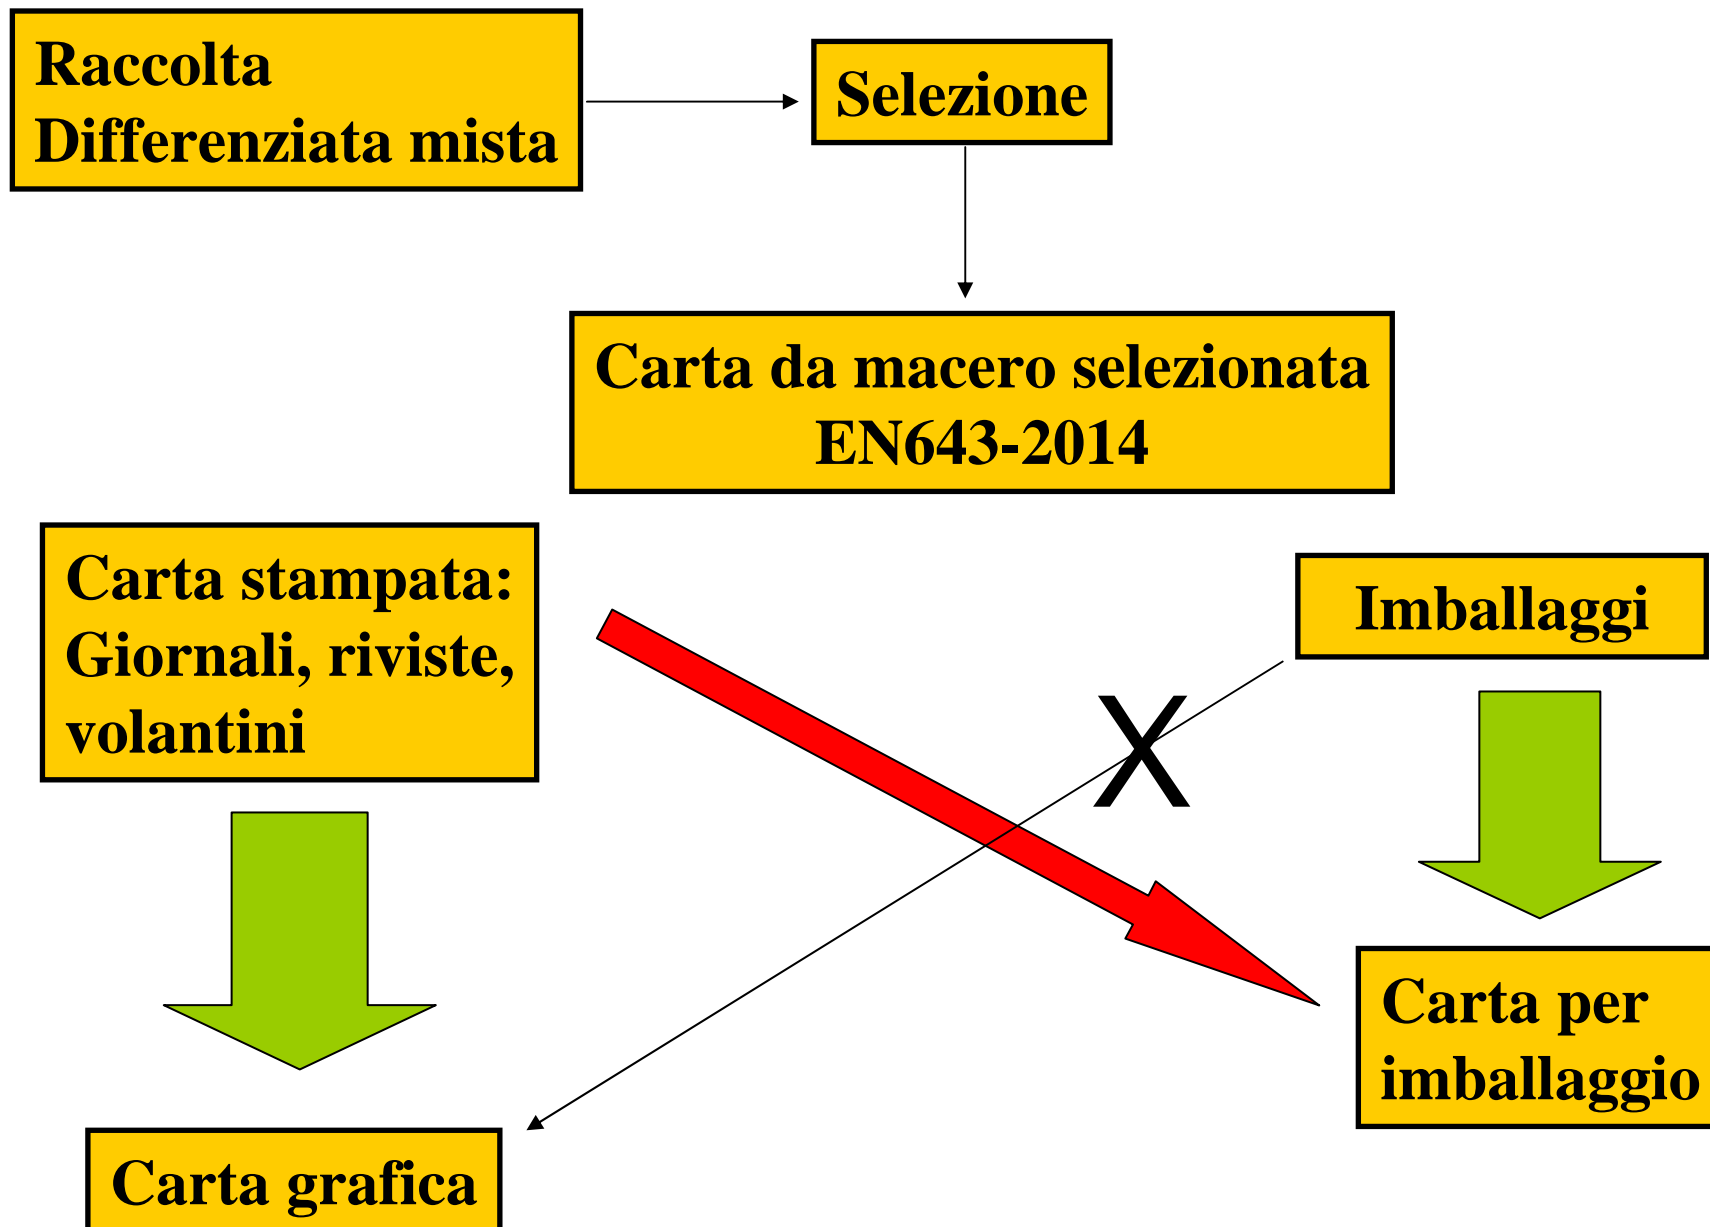 Raccolta
Differenziata mista
Selezione
Carta da macero selezionata
EN643-2014
Carta stampata:
Giornali, riviste,
volantini
Imballaggi
X
Carta per
imballaggio
Carta grafica